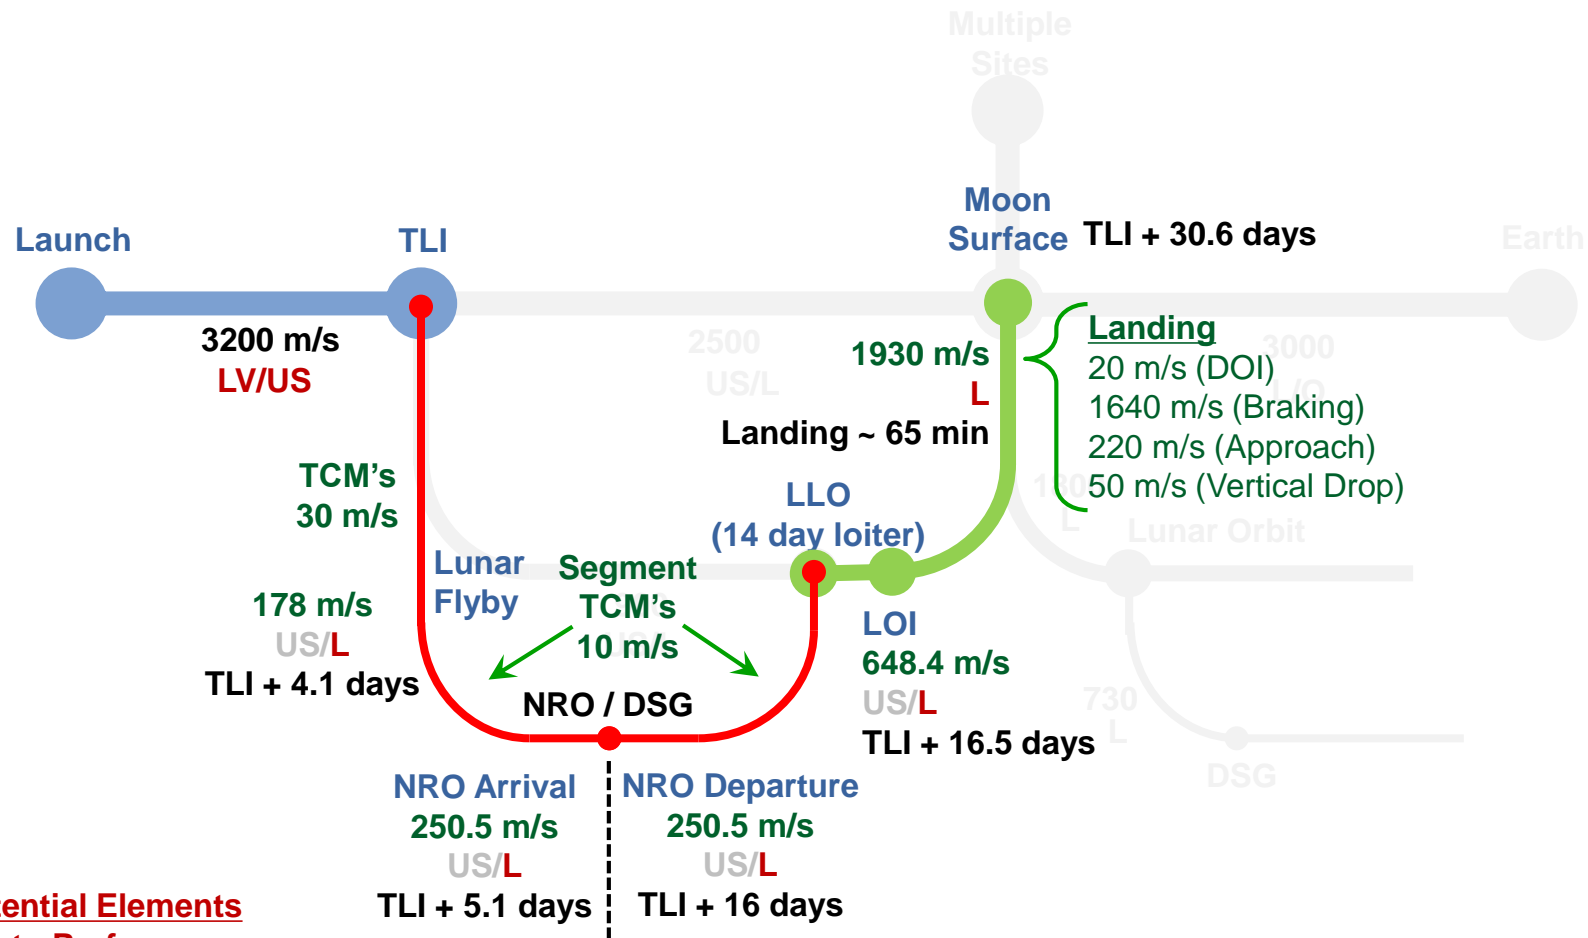 Multiple
Sites
Moon
Surface
TLI + 30.6 days
Launch
TLI
Earth
3200 m/s
LV/US
2500
US/L
1930 m/s
L
Landing ~ 65 min
Landing
20 m/s (DOI)
1640 m/s (Braking)
220 m/s (Approach)
50 m/s (Vertical Drop)
3000
TCM's
30 m/s
LLO
(14 day loiter)
L
Lunar Orbit
Lunar
Flyby
Segment
TCM's
10 m/s
178 m/s
US/L
TLI + 4.1 days
LOI
648.4 m/s
US/L
TLI + 16.5 days
NRO / DSG
730
L
DSG
NRO Arrival
250.5 m/s
US/L
TLI + 5.1 days
NRO Departure
250.5 m/s
US/L
TLI + 16 days
Elements